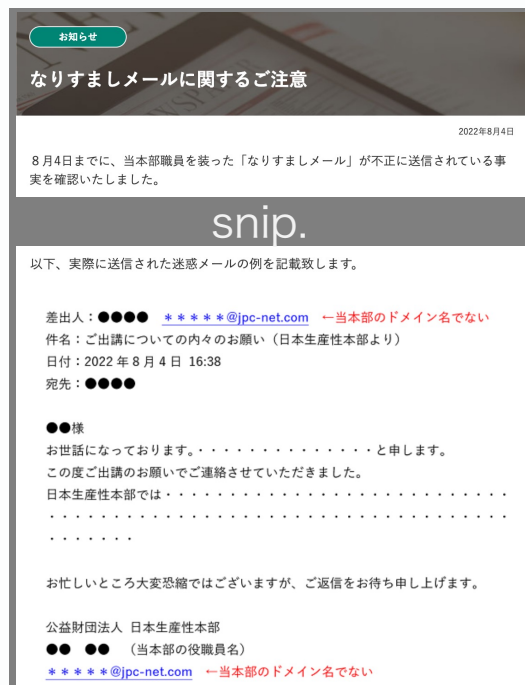 お知らせ
なりすましメールに関するご注意
2022年8月4日
８月4日までに、当本部職員を装った「なりすましメール」が不正に送信されている事
実を確認いたしました。
snip.
以下、実際に送信された迷惑メールの例を記載致します。
差出人：●●●● ＊＊＊＊＊@jpc-net.com ←当本部のドメイン名でない
件名：ご出講についての内々のお願い（日本生産性本部より）
日付：2022 年 8 月 4 日 16:38
宛先：●●●●
●●様
お世話になっております。・・・・・・・・・・・・・・と申します。
この度ご出講のお願いでご連絡させていただきました。
日本生産性本部では・・・・・・・・・・・・・・・・・・・・・・・・・・・
・・・・・・・・・・・・・・・・・・・・・・・・・・・・・・・・・・・・
・・・・・・・
お忙しいところ大変恐縮ではございますが、ご返信をお待ち申し上げます。
公益財団法人 日本生産性本部
●● ●● （当本部の役職員名）
＊＊＊＊＊@jpc-net.com ←当本部のドメイン名でない